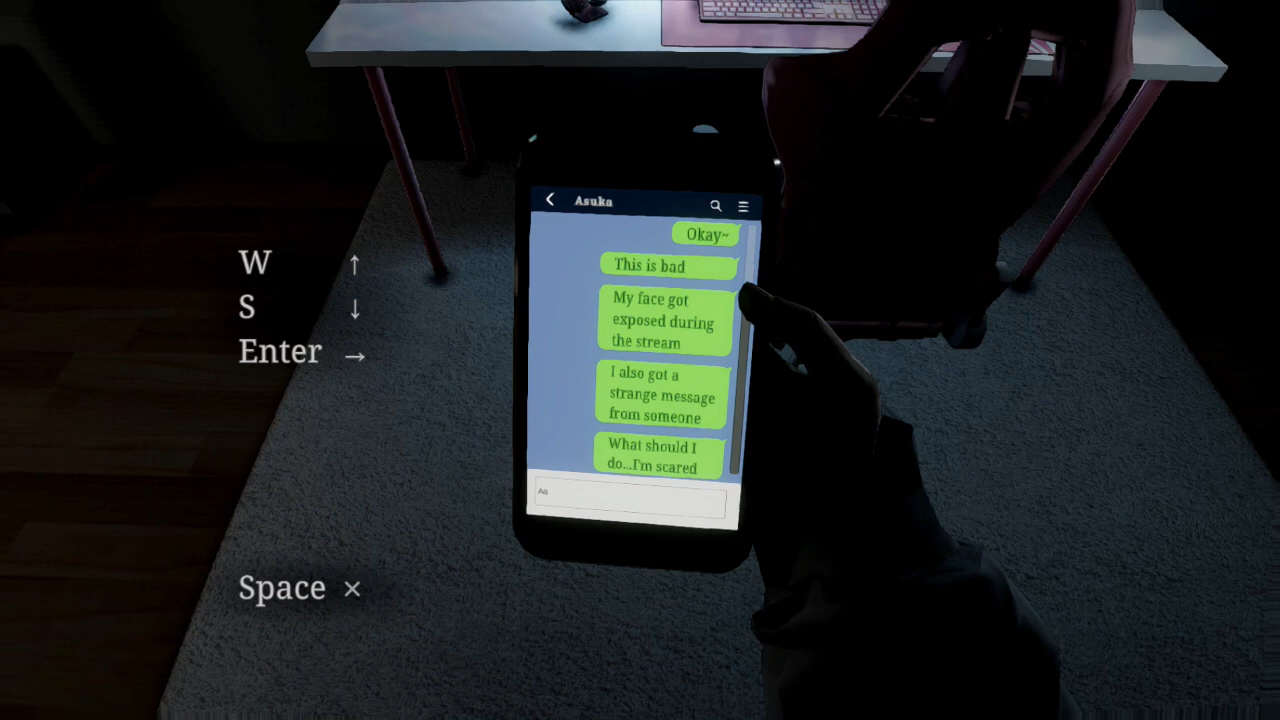 Asuka
Okay~
This is bad
My face got
exposed during
the stream
I also got a
strange message
from someone
What should I
do...I'm scared
Aa
W ↑
S ↓
Enter →
Space ×